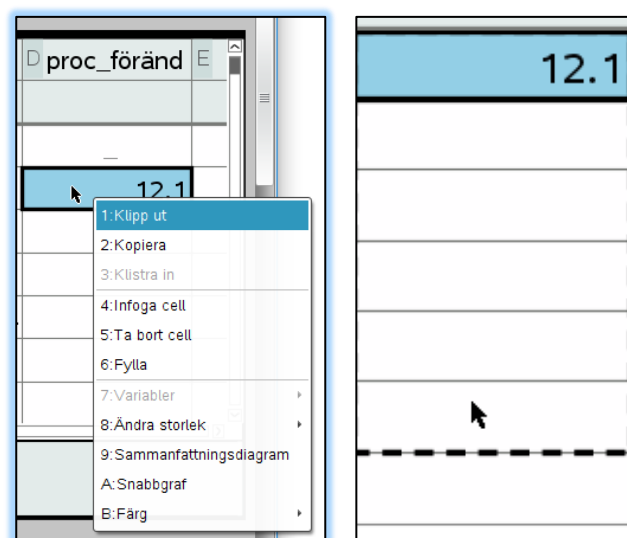 D proc_föränd E
—
12.1
1:Klipp ut
2:Kopiera
3:Klistra in
4:Infoga cell
5:Ta bort cell
6:Fylla
7:Variabler
8:Ändra storlek
9:Sammanfattningsdiagram
A:Snabbgraf
B:Färg
12.1